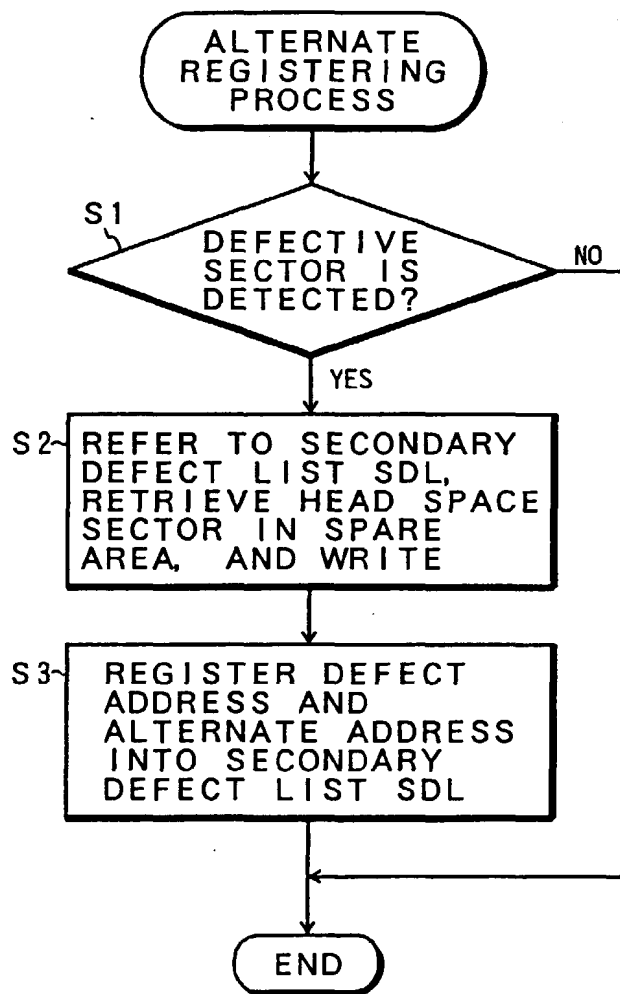 ALTERNATE
REGISTERING
PROCESS
S1
DEFECTIVE
SECTOR IS
DETECTED?
NO
YES
S2
REFER TO SECONDARY
DEFECT LIST SDL,
RETRIEVE HEAD SPACE
SECTOR IN SPARE
AREA, AND WRITE
S3
REGISTER DEFECT
ADDRESS AND
ALTERNATE ADDRESS
INTO SECONDARY
DEFECT LIST SDL
END